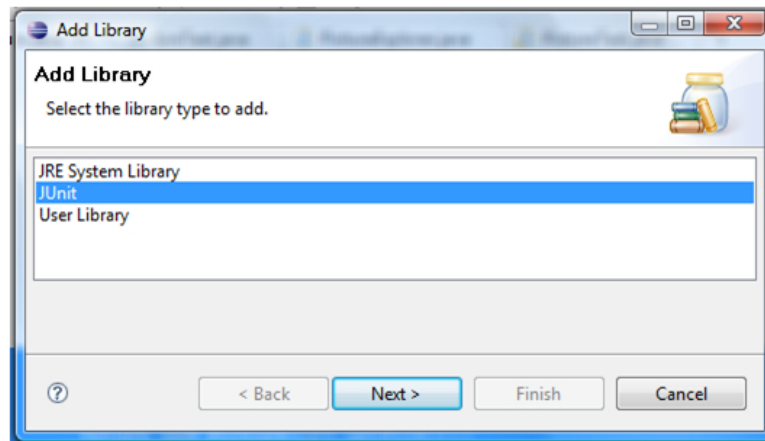 Add Library
Add Library
Select the library type to add.
JRE System Library
JUnit
User Library
? < Back Next > Finish Cancel